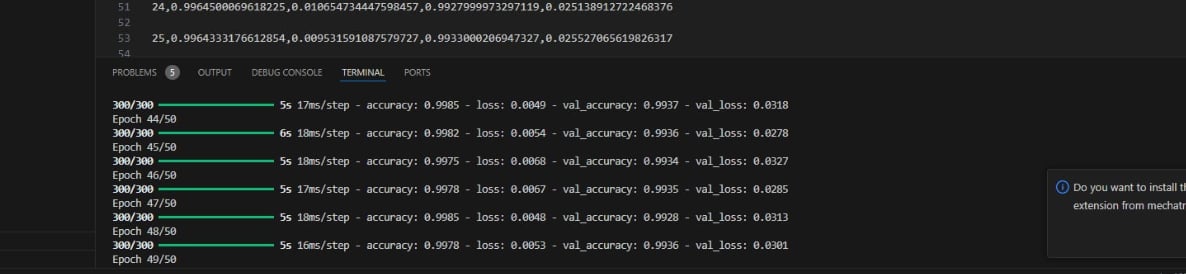 51 24,0.9964500069618225,0.010654734447598457,0.9927999973297119,0.025138912722468376
52
53 25,0.9964333176612854,0.009531591087579727,0.9933000206947327,0.025527065619826317
54
PROBLEMS 5 OUTPUT DEBUG CONSOLE TERMINAL PORTS
300/300 5s 17ms/step - accuracy: 0.9985 - loss: 0.0049 - val_accuracy: 0.9937 - val_loss: 0.0318
Epoch 44/50
300/300 6s 18ms/step - accuracy: 0.9982 - loss: 0.0054 - val_accuracy: 0.9936 - val_loss: 0.0278
Epoch 45/50
300/300 5s 18ms/step - accuracy: 0.9975 - loss: 0.0068 - val_accuracy: 0.9934 - val_loss: 0.0327
Epoch 46/50
300/300 5s 17ms/step - accuracy: 0.9978 - loss: 0.0067 - val_accuracy: 0.9935 - val_loss: 0.0285
Epoch 47/50
300/300 5s 18ms/step - accuracy: 0.9985 - loss: 0.0048 - val_accuracy: 0.9928 - val_loss: 0.0313
Epoch 48/50
300/300 5s 16ms/step - accuracy: 0.9978 - loss: 0.0053 - val_accuracy: 0.9936 - val_loss: 0.0301
Epoch 49/50
Do you want to install th
extension from mechatr